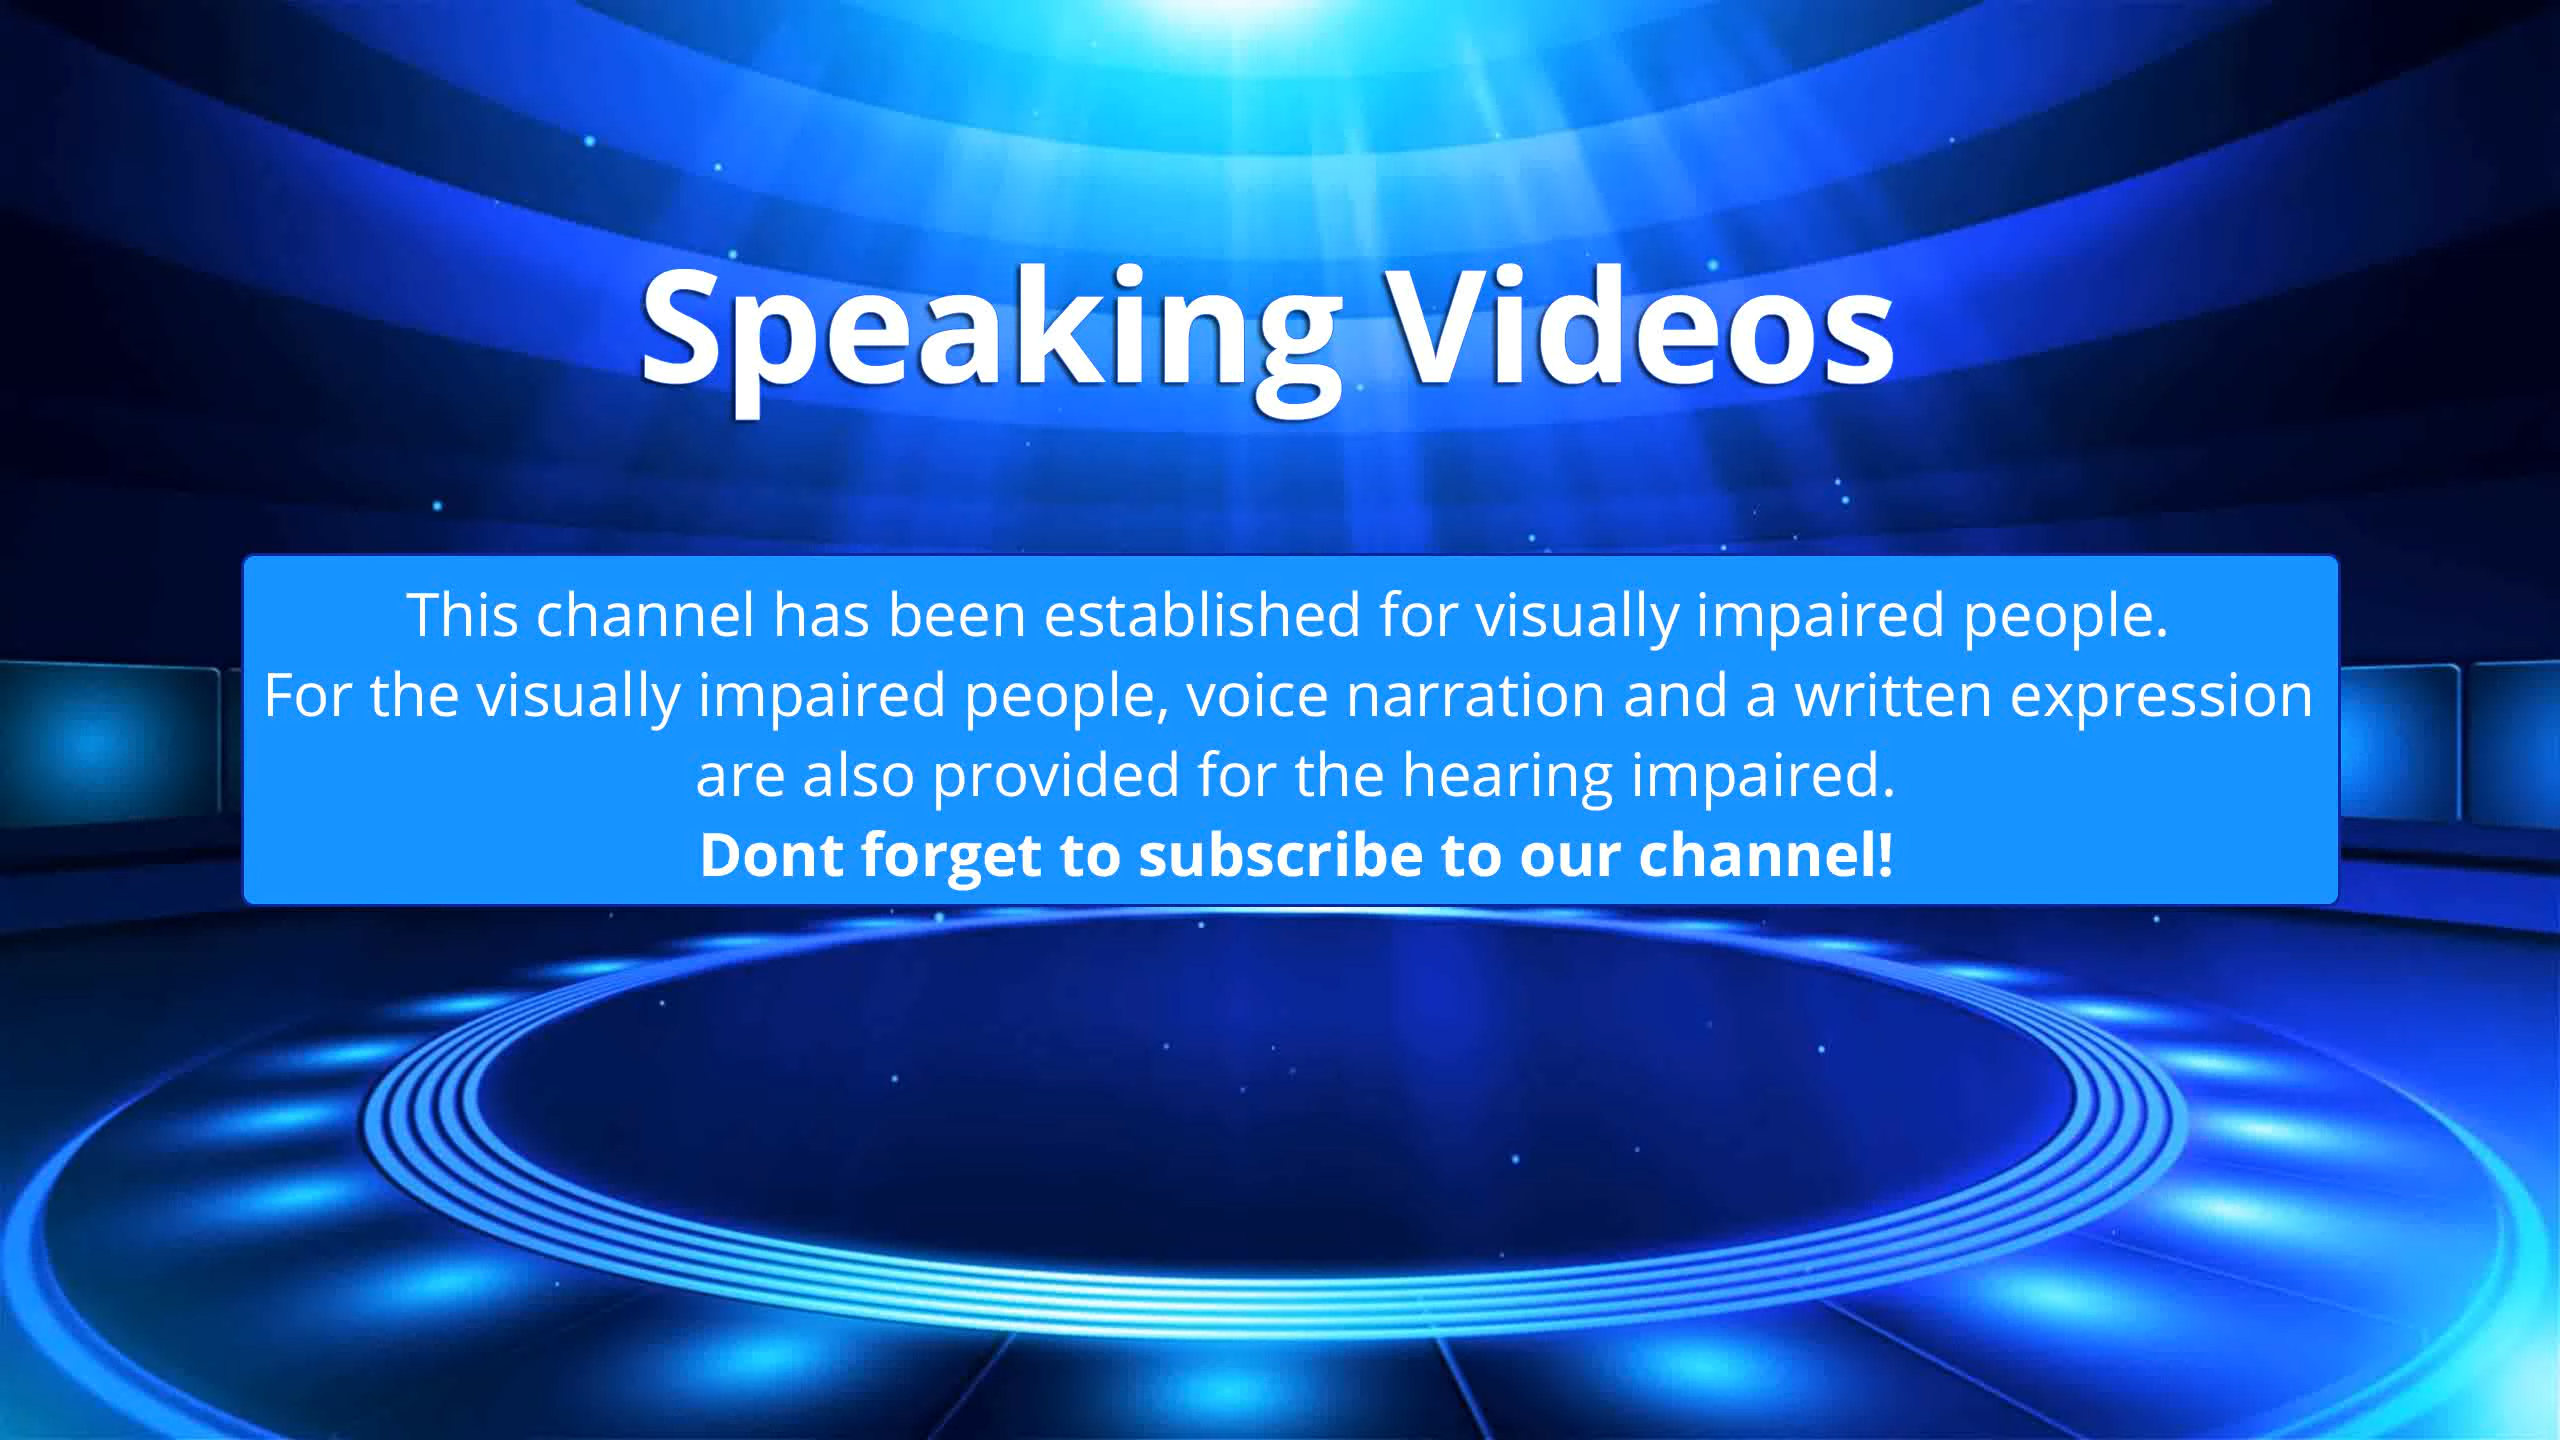 Speaking Videos
This channel has been established for visually impaired people.
For the visually impaired people, voice narration and a written expression
are also provided for the hearing impaired.
Dont forget to subscribe to our channel!